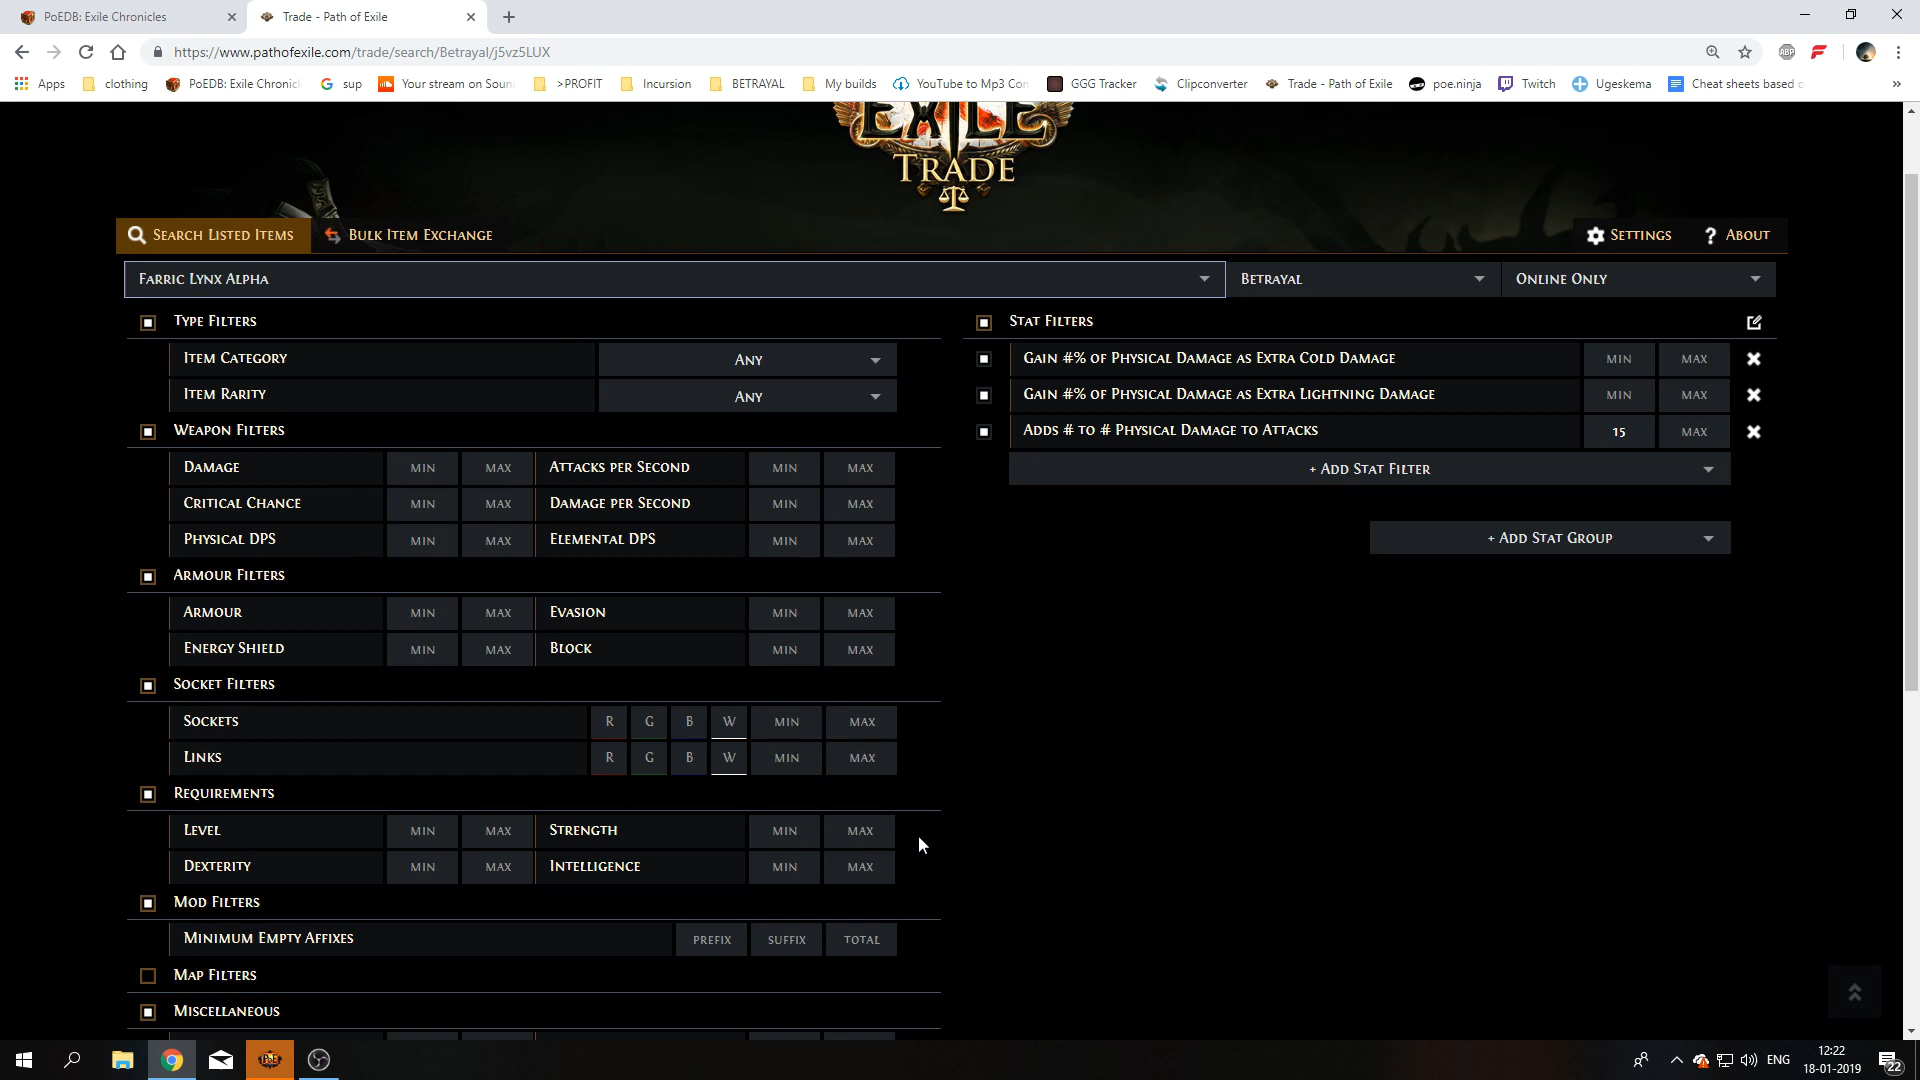 PoEDB: Exile Chronicles
Trade - Path of Exile
https://www.pathofexile.com/trade/search/Betrayal/j5vz5LUX
ABP
Apps
clothing
PoEDB: Exile Chronicl
sup
Your stream on Soun
>PROFIT
Incursion
BETRAYAL
My builds
YouTube to Mp3 Con
GGG Tracker
Clipconverter
Trade - Path of Exile
poe.ninja
Twitch
Ugeskema
Cheat sheets based o
EXILE
TRADE
SEARCH LISTED ITEMS
BULK ITEM EXCHANGE
SETTINGS
? ABOUT
FARRIC LYNX ALPHA
BETRAYAL
ONLINE ONLY
TYPE FILTERS
ITEM CATEGORY
ANY
ITEM RARITY
ANY
WEAPON FILTERS
DAMAGE MIN MAX ATTACKS PER SECOND MIN MAX
CRITICAL CHANCE MIN MAX DAMAGE PER SECOND MIN MAX
PHYSICAL DPS MIN MAX ELEMENTAL DPS MIN MAX
ARMOUR FILTERS
ARMOUR MIN MAX EVASION MIN MAX
ENERGY SHIELD MIN MAX BLOCK MIN MAX
SOCKET FILTERS
SOCKETS R G B W MIN MAX
LINKS R G B W MIN MAX
REQUIREMENTS
LEVEL MIN MAX STRENGTH MIN MAX
DEXTERITY MIN MAX INTELLIGENCE MIN MAX
MOD FILTERS
MINIMUM EMPTY AFFIXES PREFIX SUFFIX TOTAL
MAP FILTERS
MISCELLANEOUS
STAT FILTERS
GAIN #% OF PHYSICAL DAMAGE AS EXTRA COLD DAMAGE MIN MAX
GAIN #% OF PHYSICAL DAMAGE AS EXTRA LIGHTNING DAMAGE MIN MAX
ADDS # TO # PHYSICAL DAMAGE TO ATTACKS 15 MAX
+ ADD STAT FILTER
+ ADD STAT GROUP
PoE
ENG
12:22
18-01-2019
22